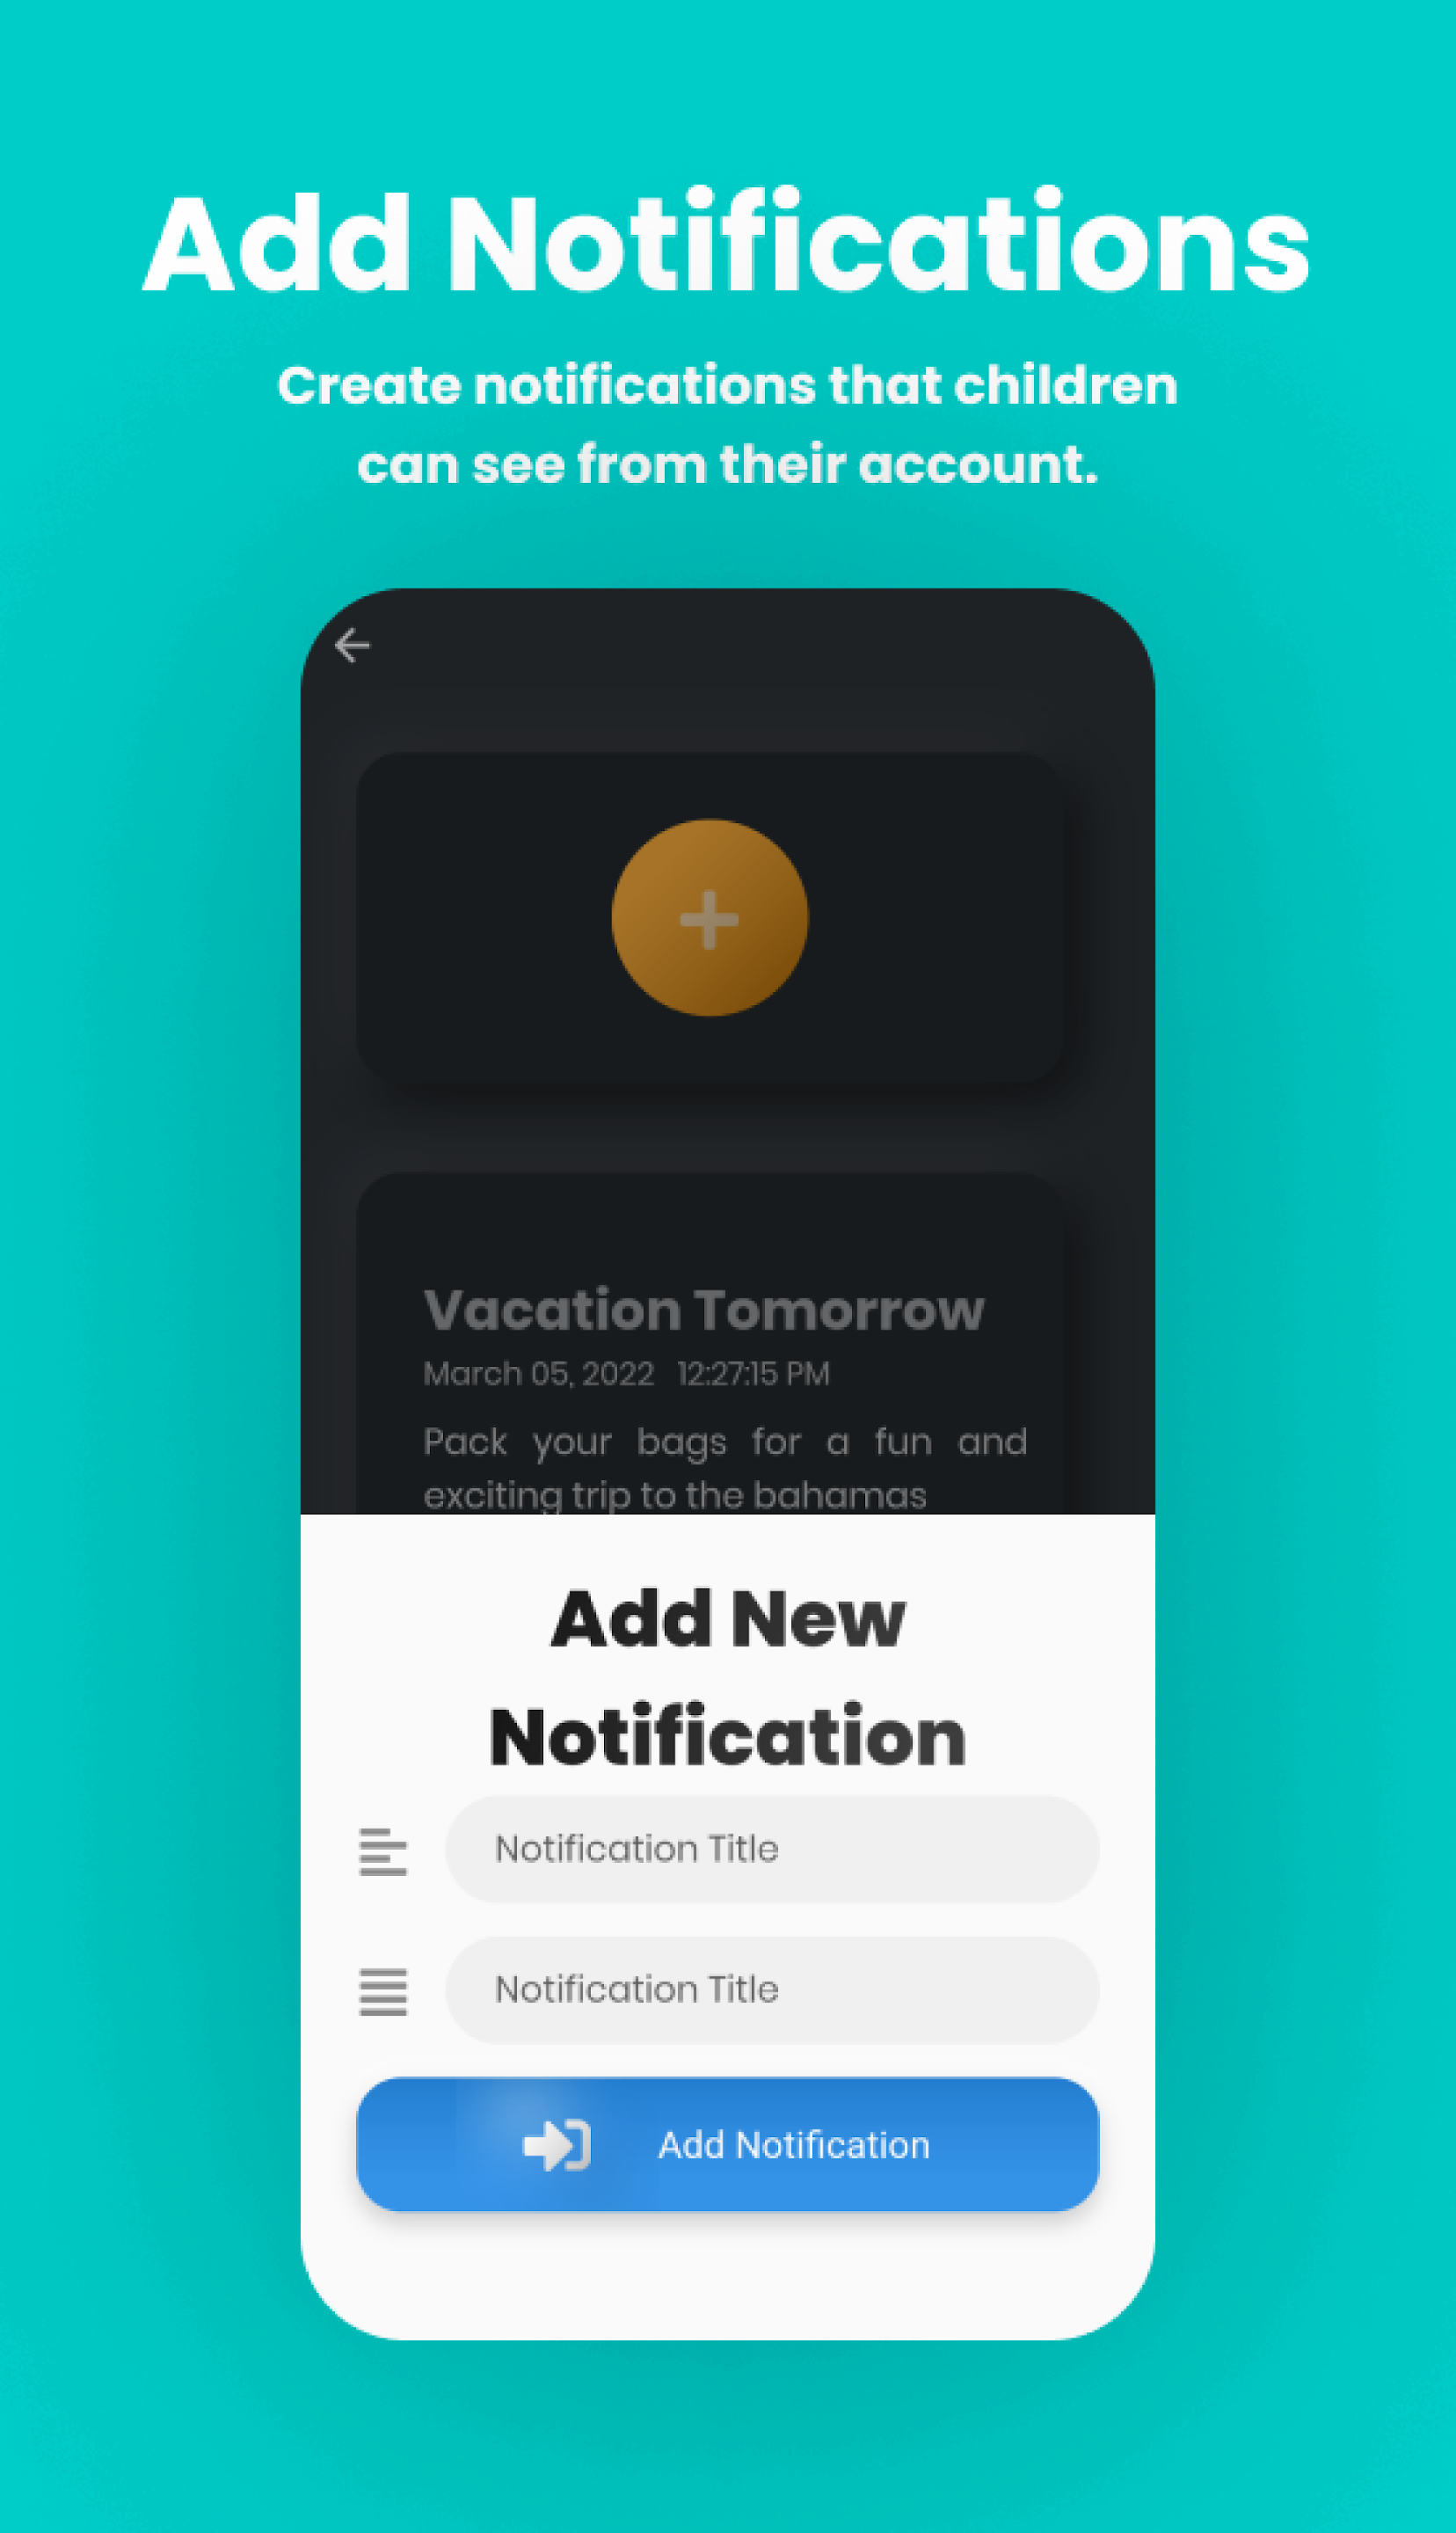 Add Notifications
Create notifications that children
can see from their account.
Vacation Tomorrow
March 05, 2022 12:27:15 PM
Pack your bags for a fun and
exciting trip to the bahamas
Add New
Notification
Notification Title
Notification Title
Add Notification